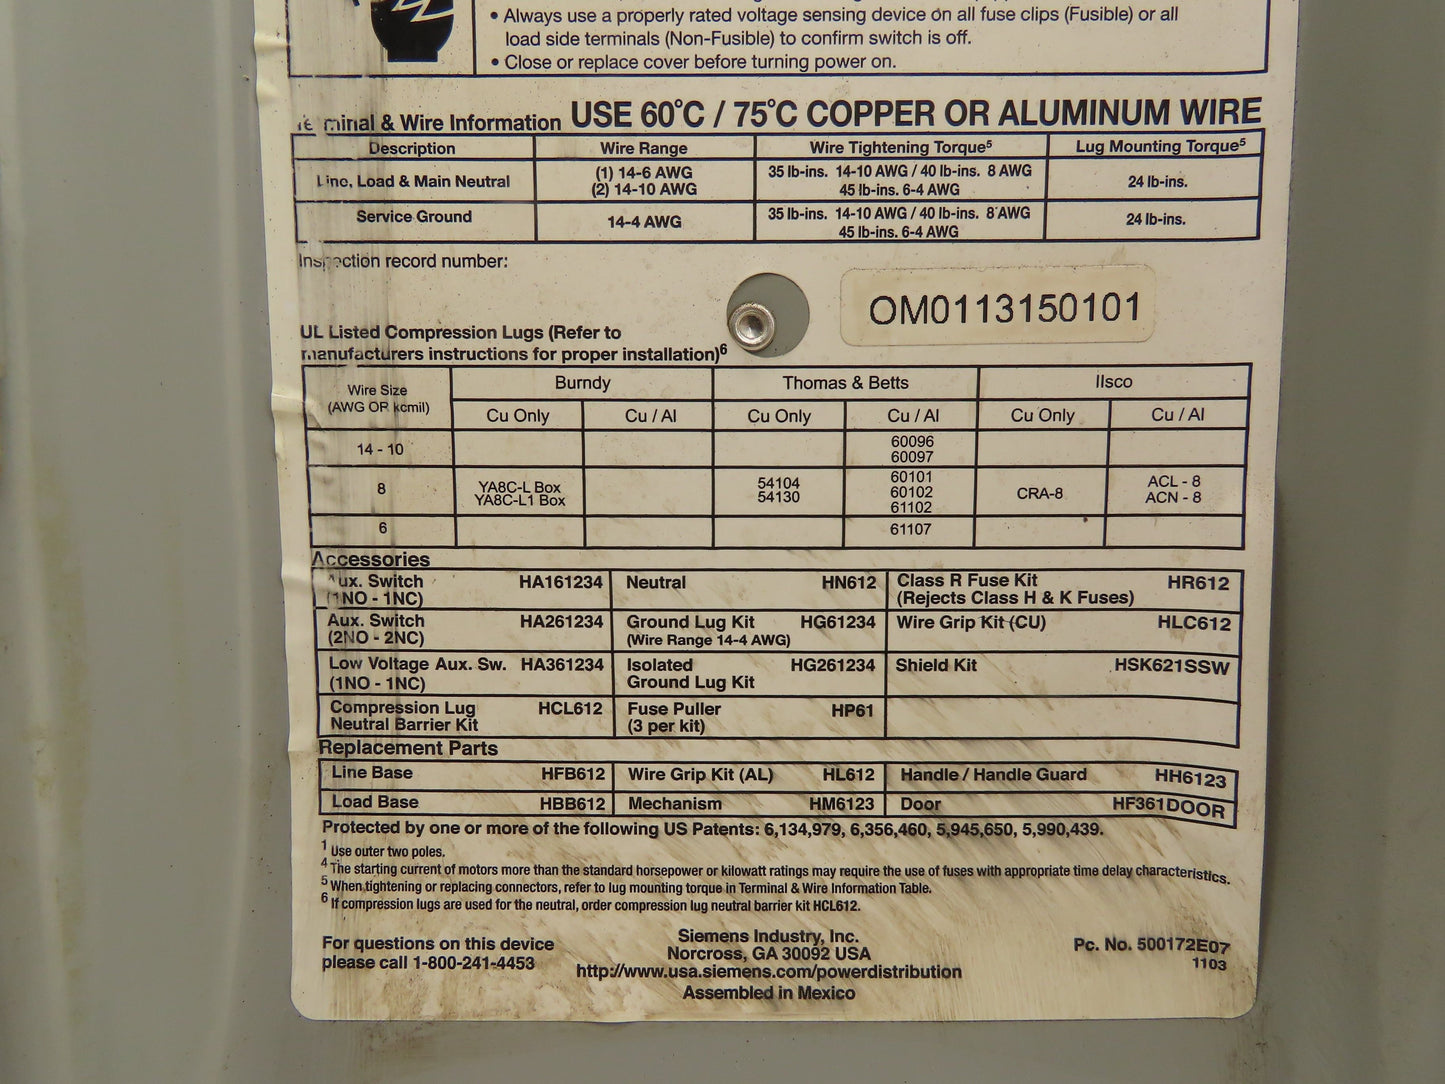 • Always use a properly rated voltage sensing device on all fuse clips (Fusible) or all
load side terminals (Non-Fusible) to confirm switch is off.
• Close or replace cover before turning power on.
Terminal & Wire Information USE 60°C / 75°C COPPER OR ALUMINUM WIRE
Description Wire Range Wire Tightening Torque⁵ Lug Mounting Torque⁵
Line, Load & Main Neutral (1) 14-6 AWG 35 lb-ins. 14-10 AWG / 40 lb-ins. 8 AWG 24 lb-ins.
(2) 14-10 AWG 45 lb-ins. 6-4 AWG
Service Ground 14-4 AWG 35 lb-ins. 14-10 AWG / 40 lb-ins. 8 AWG 24 lb-ins.
45 lb-ins. 6-4 AWG
Inspection record number:
OM0113150101
UL Listed Compression Lugs (Refer to
manufacturers instructions for proper installation)⁶
Wire Size Burndy Thomas & Betts Ilsco
(AWG OR kcmil) Cu Only Cu / Al Cu Only Cu / Al Cu Only Cu / Al
14 - 10 60096
60097
8 YA8C-L Box 54104 60101 CRA-8 ACL - 8
YA8C-L1 Box 54130 60102 ACN - 8
61102
6 61107
Accessories
Aux. Switch HA161234 Neutral HN612 Class R Fuse Kit HR612
(1NO - 1NC) (Rejects Class H & K Fuses)
Aux. Switch HA261234 Ground Lug Kit HG61234 Wire Grip Kit (CU) HLC612
(2NO - 2NC) (Wire Range 14-4 AWG)
Low Voltage Aux. Sw. HA361234 Isolated HG261234 Shield Kit HSK621SSW
(1NO - 1NC) Ground Lug Kit
Compression Lug HCL612 Fuse Puller HP61
Neutral Barrier Kit (3 per kit)
Replacement Parts
Line Base HFB612 Wire Grip Kit (AL) HL612 Handle / Handle Guard HH6123
Load Base HBB612 Mechanism HM6123 Door HF361DOOR
Protected by one or more of the following US Patents: 6,134,979, 6,356,460, 5,945,650, 5,990,439.
¹ Use outer two poles.
⁴ The starting current of motors more than the standard horsepower or kilowatt ratings may require the use of fuses with appropriate time delay characteristics.
⁵ When tightening or replacing connectors, refer to lug mounting torque in Terminal & Wire Information Table.
⁶ If compression lugs are used for the neutral, order compression lug neutral barrier kit HCL612.
For questions on this device
please call 1-800-241-4453
Siemens Industry, Inc.
Norcross, GA 30092 USA
http://www.usa.siemens.com/powerdistribution
Assembled in Mexico
Pc. No. 500172E07
1103